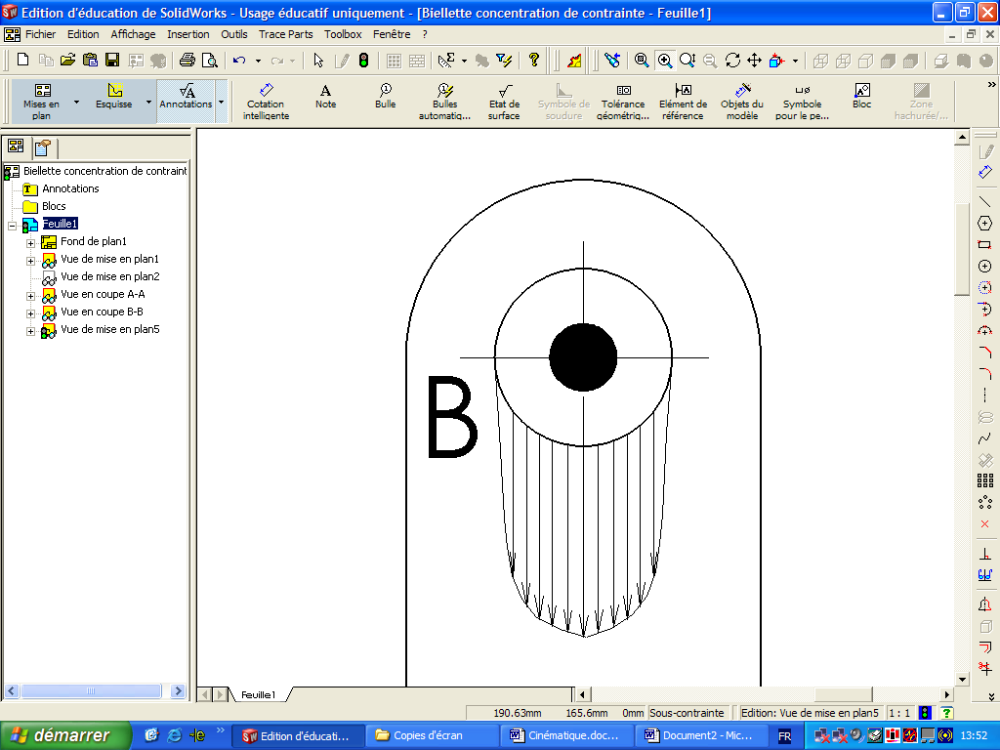 Edition d'éducation de SolidWorks - Usage éducatif uniquement - [Biellette concentration de contrainte - Feuille1]
Fichier Edition Affichage Insertion Outils Trace Parts Toolbox Fenêtre ?
Mises en plan
Esquisse
Annotations
Cotation intelligente
Note
Bulle
Bulles automatiq...
Etat de surface
Symbole de soudure
Tolérance géométriq...
Elément de référence
Objets du modèle
Symbole pour le pe...
Bloc
Zone hachurée/...
Biellette concentration de contraint
Annotations
Blocs
Feuille1
Fond de plan1
Vue de mise en plan1
Vue de mise en plan2
Vue en coupe A-A
Vue en coupe B-B
Vue de mise en plan5
B
Feuille1
190.63mm 165.6mm 0mm Sous-contrainte Edition: Vue de mise en plan5 1 : 1
démarrer Edition d'éducati... Copies d'écran Cinématique.doc... Document2 - Mic... FR 13:52